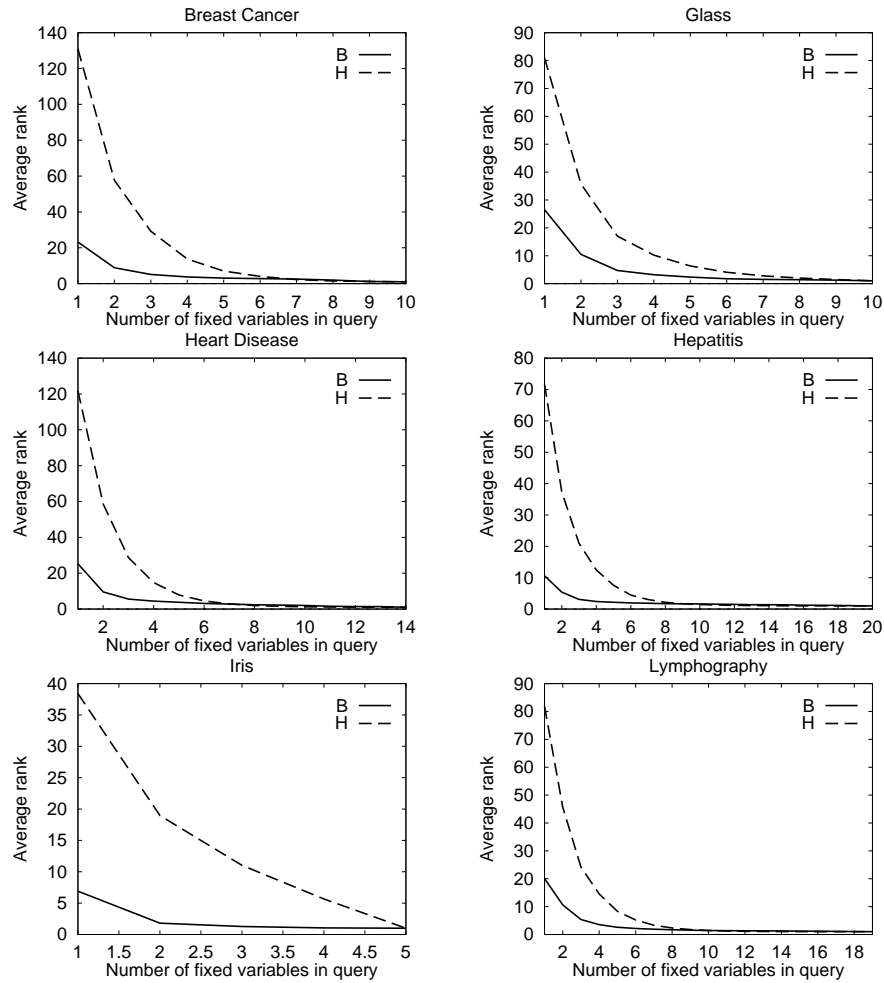 Breast Cancer
140
120
100
80
60
40
20
0
Average rank
B
H
1 2 3 4 5 6 7 8 9 10
Number of fixed variables in query
Glass
90
80
70
60
50
40
30
20
10
0
Average rank
B
H
1 2 3 4 5 6 7 8 9 10
Number of fixed variables in query
Heart Disease
140
120
100
80
60
40
20
0
Average rank
B
H
2 4 6 8 10 12 14
Number of fixed variables in query
Hepatitis
80
70
60
50
40
30
20
10
0
Average rank
B
H
2 4 6 8 10 12 14 16 18 20
Number of fixed variables in query
Iris
40
35
30
25
20
15
10
5
0
Average rank
B
H
1 1.5 2 2.5 3 3.5 4 4.5 5
Number of fixed variables in query
Lymphography
90
80
70
60
50
40
30
20
10
0
Average rank
B
H
2 4 6 8 10 12 14 16 18
Number of fixed variables in query